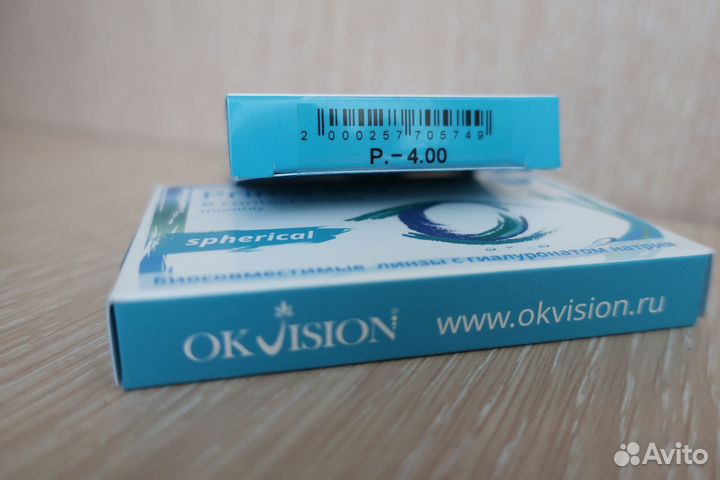 2 000257 705749
P.-4.00
monthly
spherical
Биосовместимые линзы с гиалуронатом натрия
OKVISION
www.okvision.ru
Avito